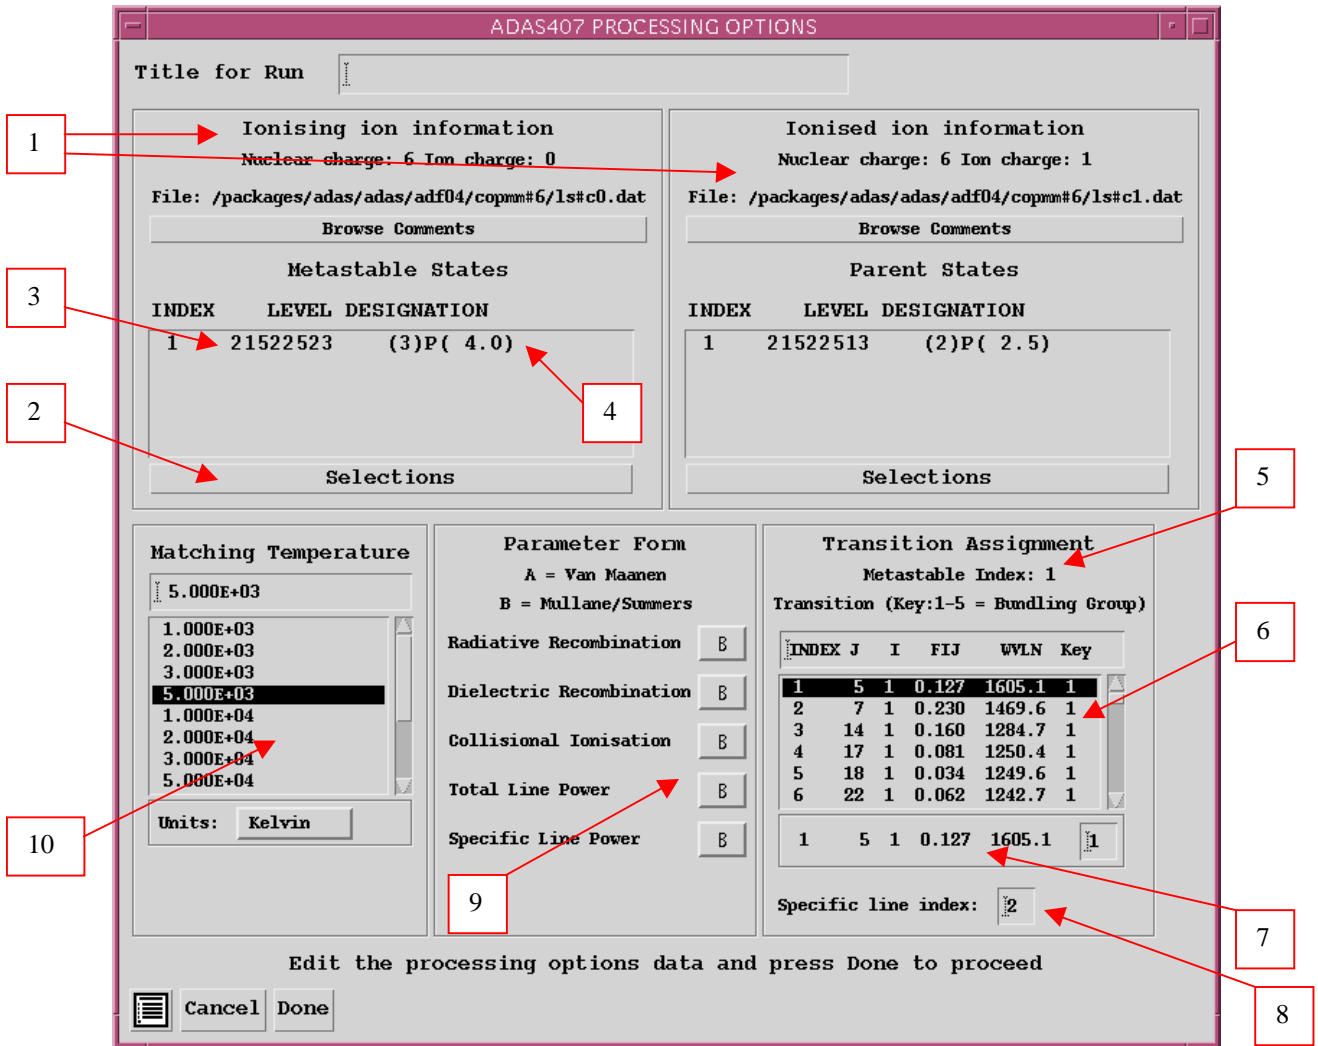 ADAS407 PROCESSING OPTIONS
Title for Run
1
Ionising ion information
Nuclear charge: 6 Ion charge: 0
File: /packages/adas/adas/adf04/copmm#6/ls#c0.dat
Browse Comments
Metastable States
3
INDEX LEVEL DESIGNATION
1 21522523 (3)P( 4.0)
4
2
Selections
Ionised ion information
Nuclear charge: 6 Ion charge: 1
File: /packages/adas/adas/adf04/copmm#6/ls#c1.dat
Browse Comments
Parent States
INDEX LEVEL DESIGNATION
1 21522513 (2)P( 2.5)
Selections
5
Matching Temperature
5.000E+03
1.000E+03
2.000E+03
3.000E+03
5.000E+03
1.000E+04
2.000E+04
3.000E+04
5.000E+04
Units: Kelvin
10
Parameter Form
A = Van Maanen
B = Mullane/Summers
Radiative Recombination B
Dielectric Recombination B
Collisional Ionisation B
Total Line Power B
Specific Line Power B
9
Transition Assignment
Metastable Index: 1
Transition (Key:1-5 = Bundling Group)
6
INDEX J I FIJ WVLN Key
1 5 1 0.127 1605.1 1
2 7 1 0.230 1469.6 1
3 14 1 0.160 1284.7 1
4 17 1 0.081 1250.4 1
5 18 1 0.034 1249.6 1
6 22 1 0.062 1242.7 1
1 5 1 0.127 1605.1 1
Specific line index: 2
7
8
Edit the processing options data and press Done to proceed
Cancel Done